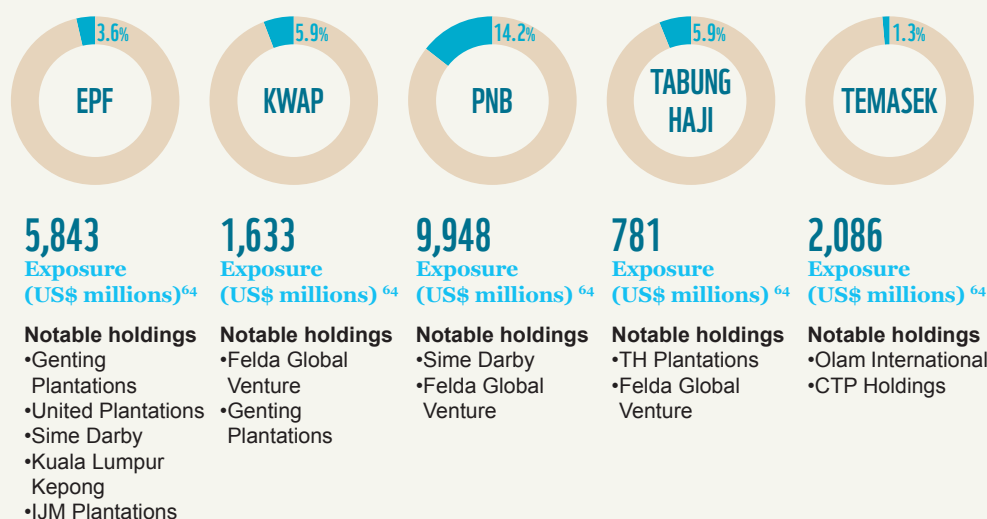 3.6%
EPF
5,843
Exposure
(US$ millions)64
Notable holdings
•Genting
Plantations
•United Plantations
•Sime Darby
•Kuala Lumpur
Kepong
•IJM Plantations
5.9%
KWAP
1,633
Exposure
(US$ millions) 64
Notable holdings
•Felda Global
Venture
•Genting
Plantations
14.2%
PNB
9,948
Exposure
(US$ millions) 64
Notable holdings
•Sime Darby
•Felda Global
Venture
5.9%
TABUNG
HAJI
781
Exposure
(US$ millions) 64
Notable holdings
•TH Plantations
•Felda Global
Venture
1.3%
TEMASEK
2,086
Exposure
(US$ millions) 64
Notable holdings
•Olam International
•CTP Holdings